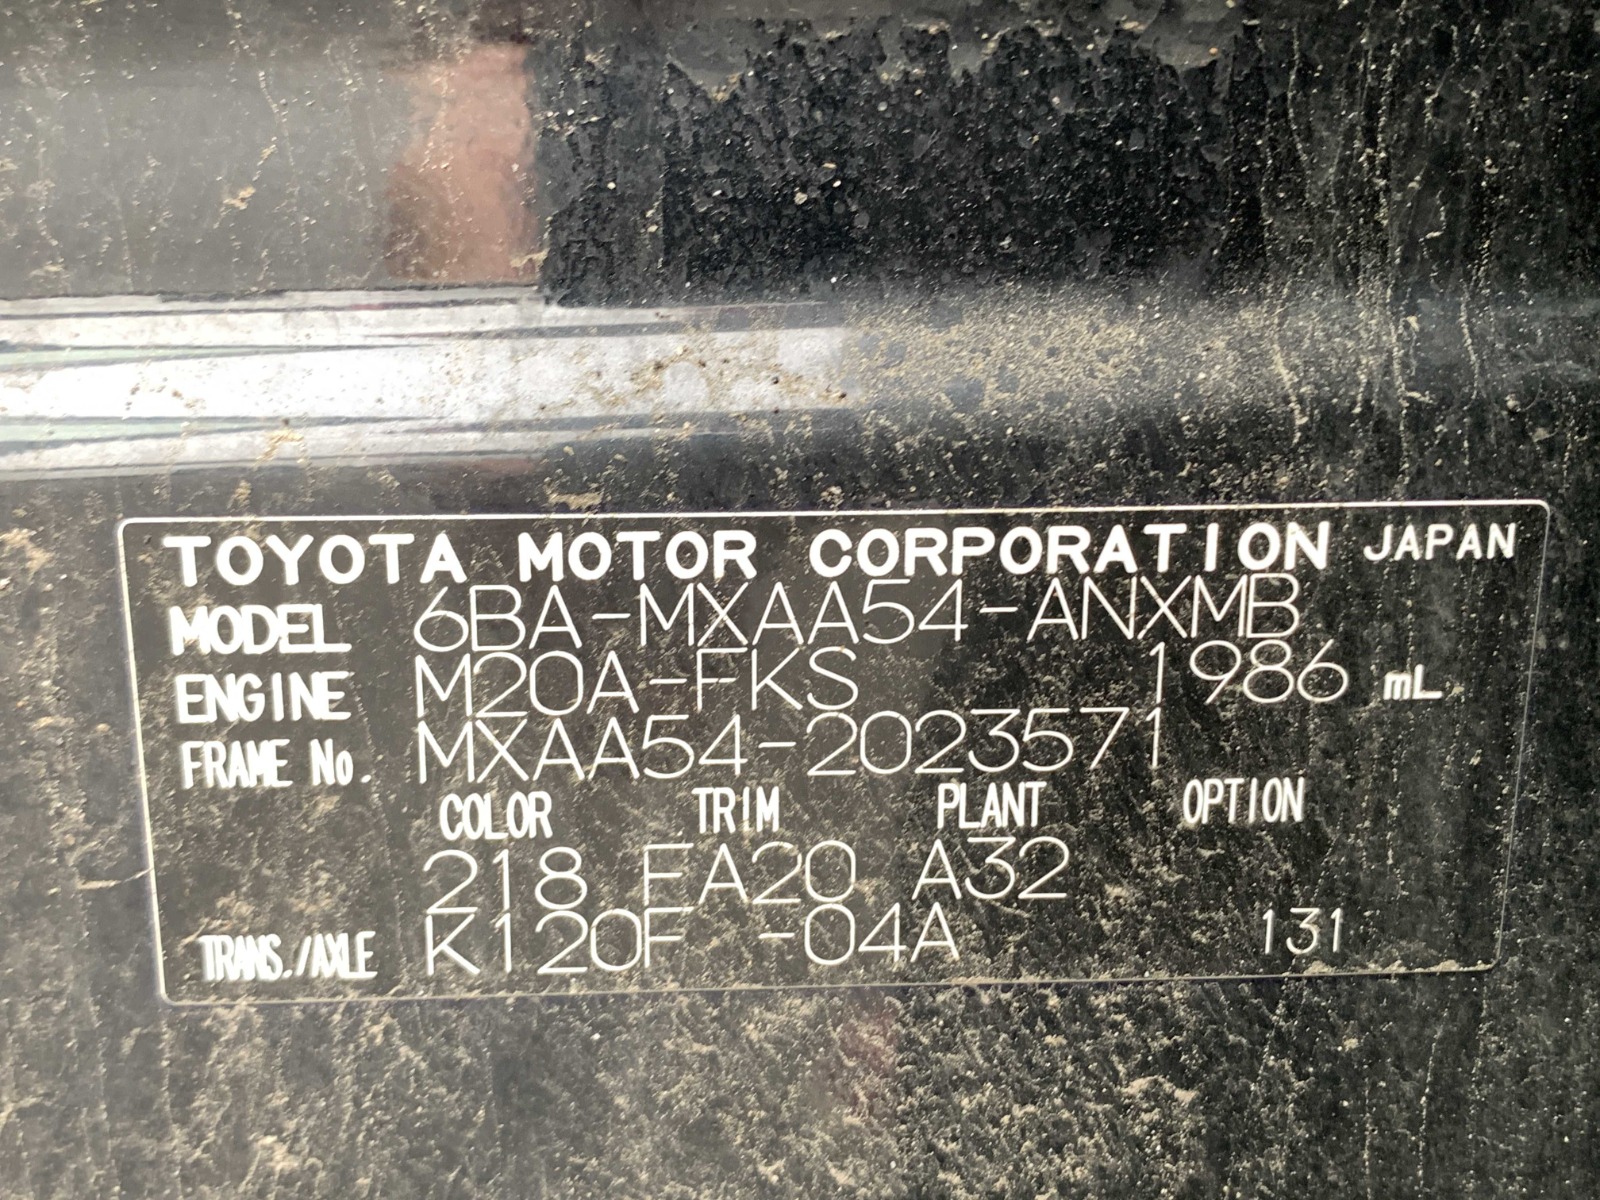 TOYOTA MOTOR CORPORATION JAPAN
MODEL 6BA-MXAA54-ANXMB
ENGINE M20A-FKS 1986 mL
FRAME No. MXAA54-2023571
COLOR TRIM PLANT OPTION
218 EA20 A32
TRANS./AXLE K120F -04A 131